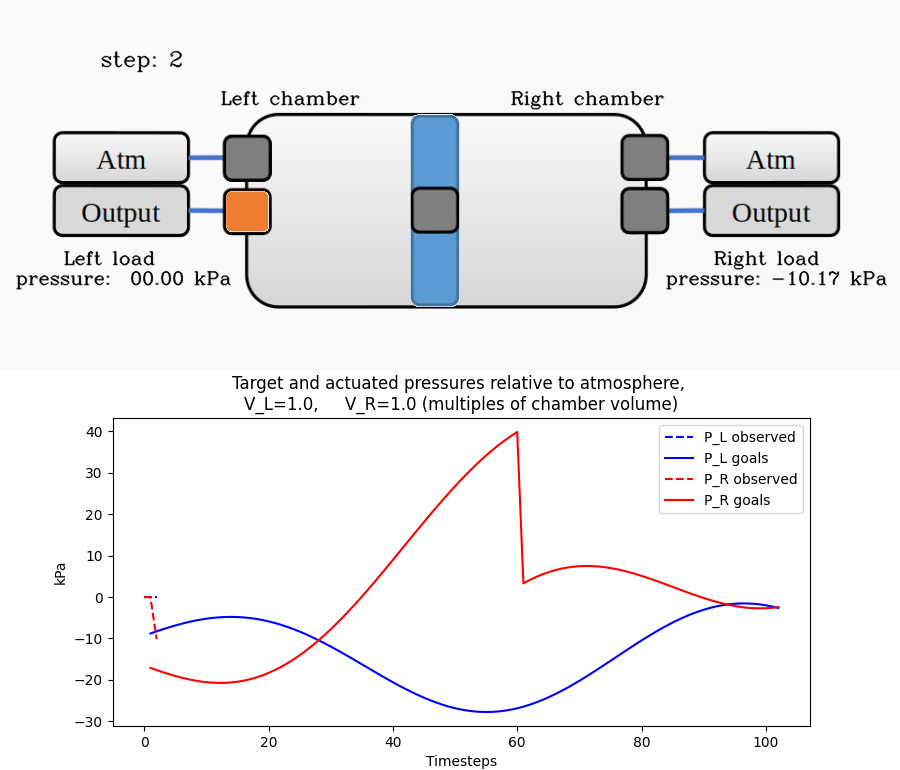 step: 2
Left chamber
Right chamber
Atm
Output
Atm
Output
Left load
pressure:  00.00 kPa
Right load
pressure: −10.17 kPa
Target and actuated pressures relative to atmosphere,
V_L=1.0,     V_R=1.0 (multiples of chamber volume)
40
30
20
10
0
−10
−20
−30
kPa
P_L observed
P_L goals
P_R observed
P_R goals
0
20
40
60
80
100
Timesteps